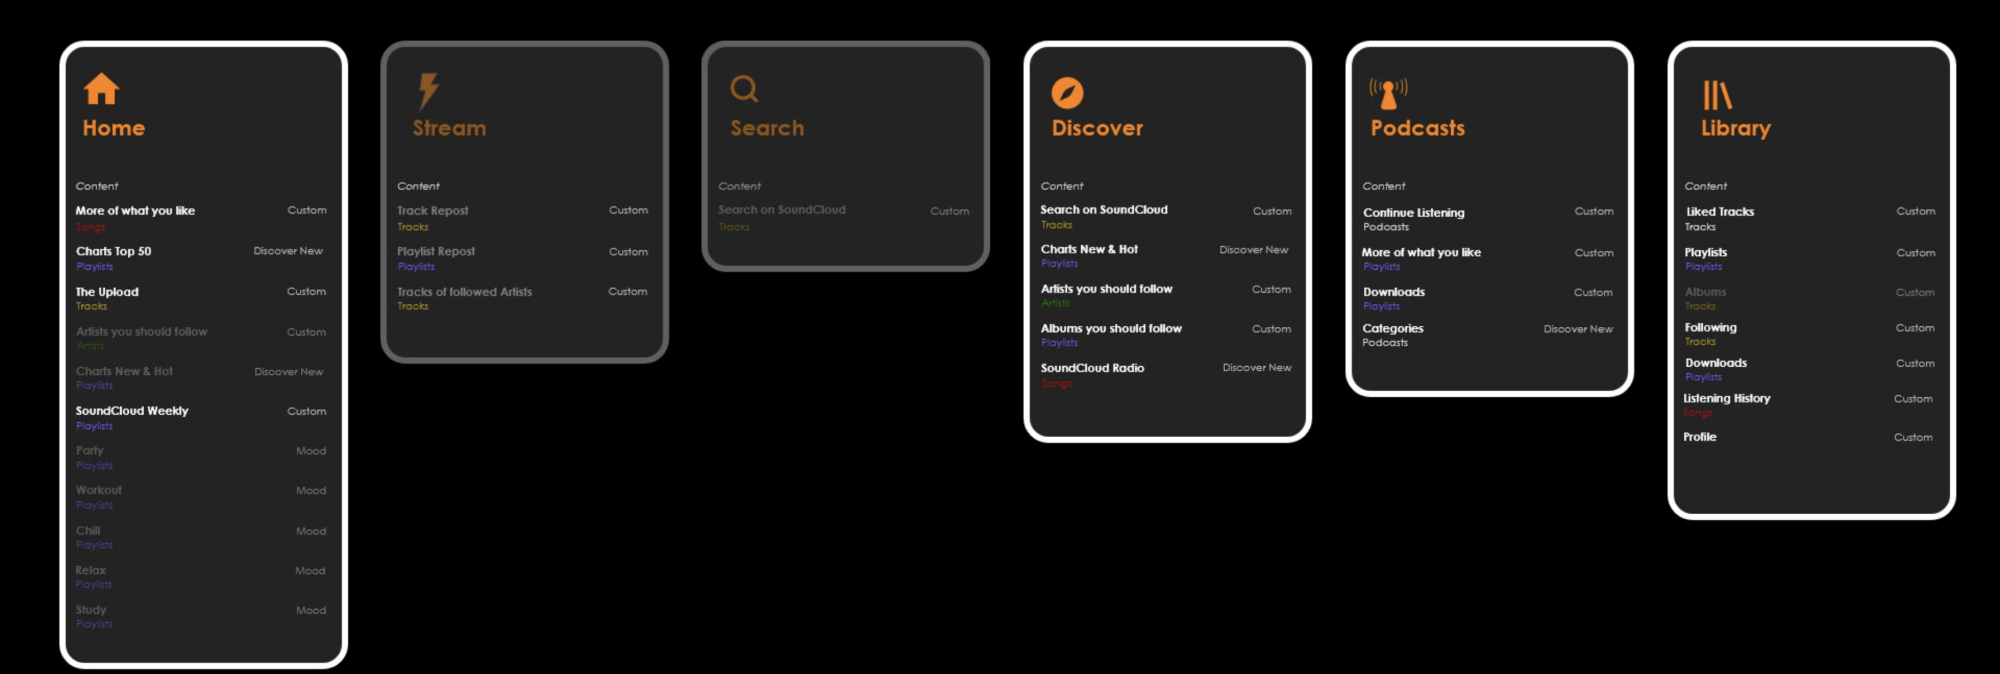 Home
Content
More of what you like Custom
Songs
Charts Top 50 Discover New
Playlists
The Upload Custom
Tracks
Artists you should follow Custom
Artists
Charts New & Hot Discover New
Playlists
SoundCloud Weekly Custom
Playlists
Party Mood
Playlists
Workout Mood
Playlists
Chill Mood
Playlists
Relax Mood
Playlists
Study Mood
Playlists
Stream
Content
Track Repost Custom
Tracks
Playlist Repost Custom
Playlists
Tracks of followed Artists Custom
Tracks
Search
Content
Search on SoundCloud Custom
Tracks
Discover
Content
Search on SoundCloud Custom
Tracks
Charts New & Hot Discover New
Playlists
Artists you should follow Custom
Artists
Albums you should follow Custom
Playlists
SoundCloud Radio Discover New
Songs
Podcasts
Content
Continue Listening Custom
Podcasts
More of what you like Custom
Playlists
Downloads Custom
Playlists
Categories Discover New
Podcasts
Library
Content
Liked Tracks Custom
Tracks
Playlists Custom
Playlists
Albums Custom
Tracks
Following Custom
Tracks
Downloads Custom
Playlists
Listening History Custom
Songs
Profile Custom